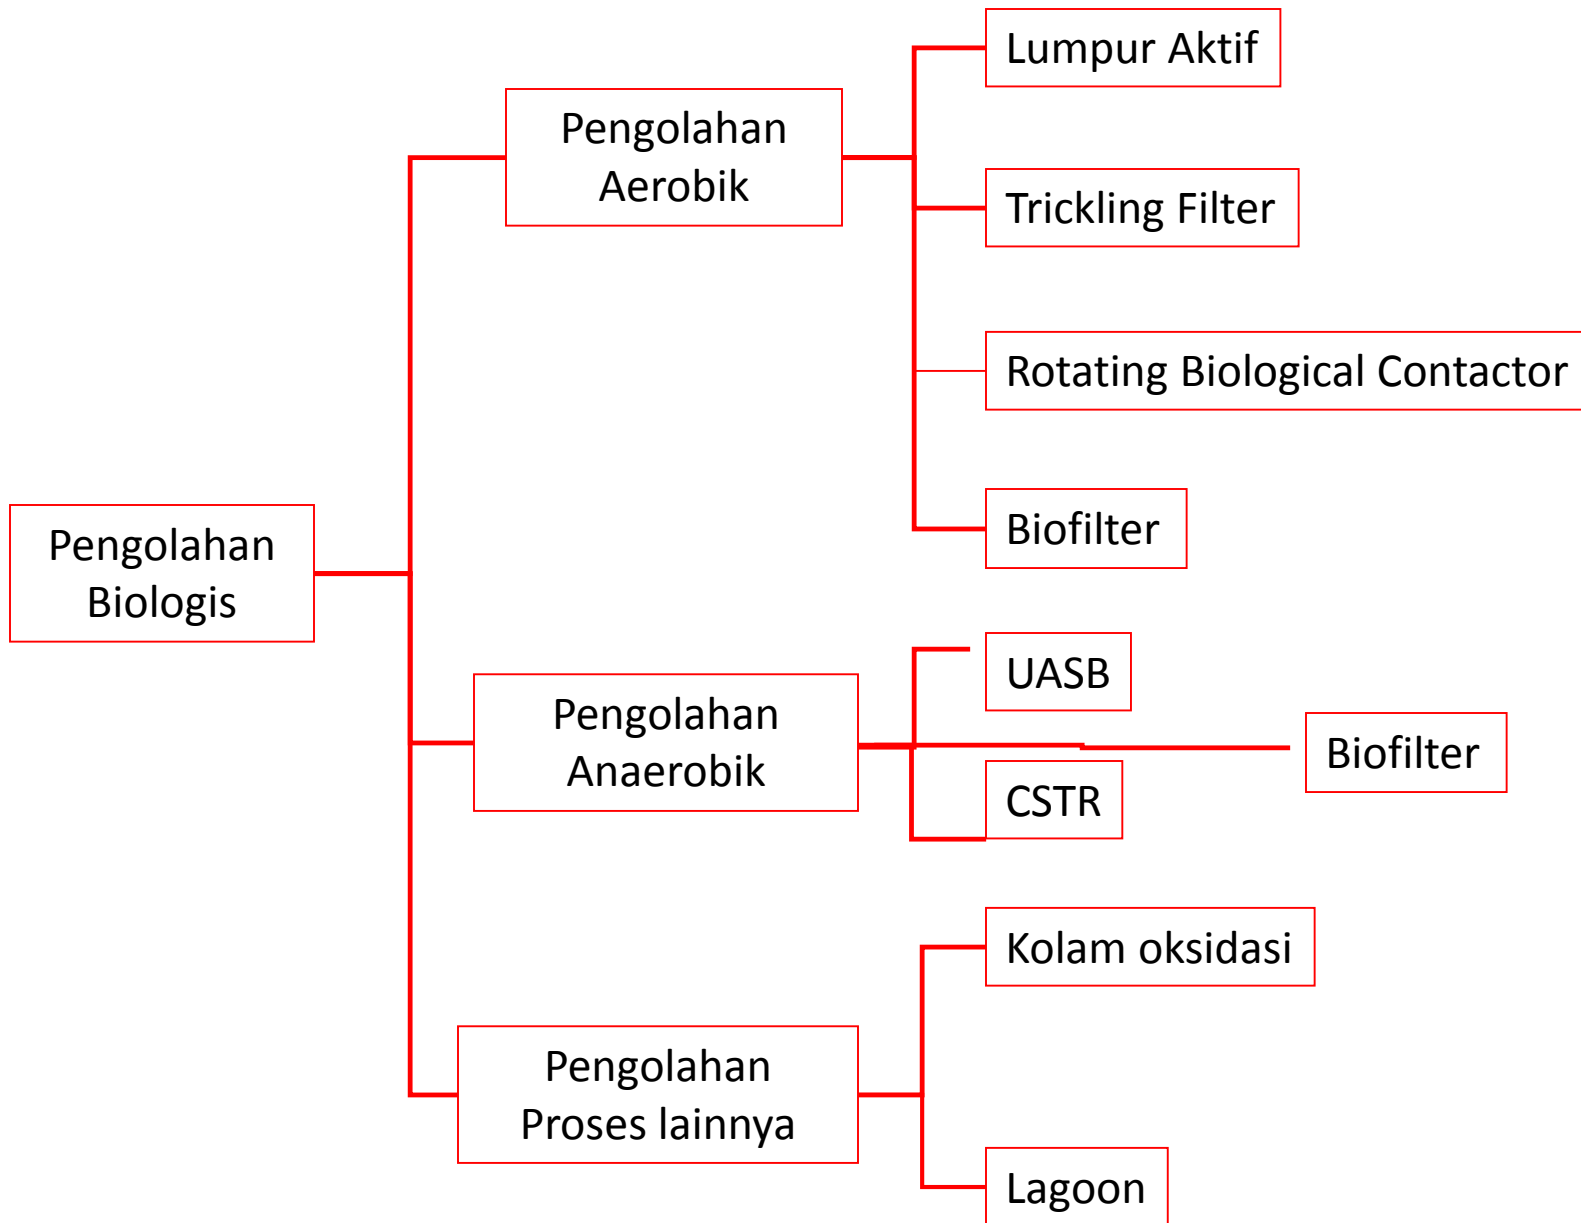 Pengolahan
Biologis
Pengolahan
Aerobik
Lumpur Aktif
Trickling Filter
Rotating Biological Contactor
Biofilter
Pengolahan
Anaerobik
UASB
CSTR
Biofilter
Pengolahan
Proses lainnya
Kolam oksidasi
Lagoon